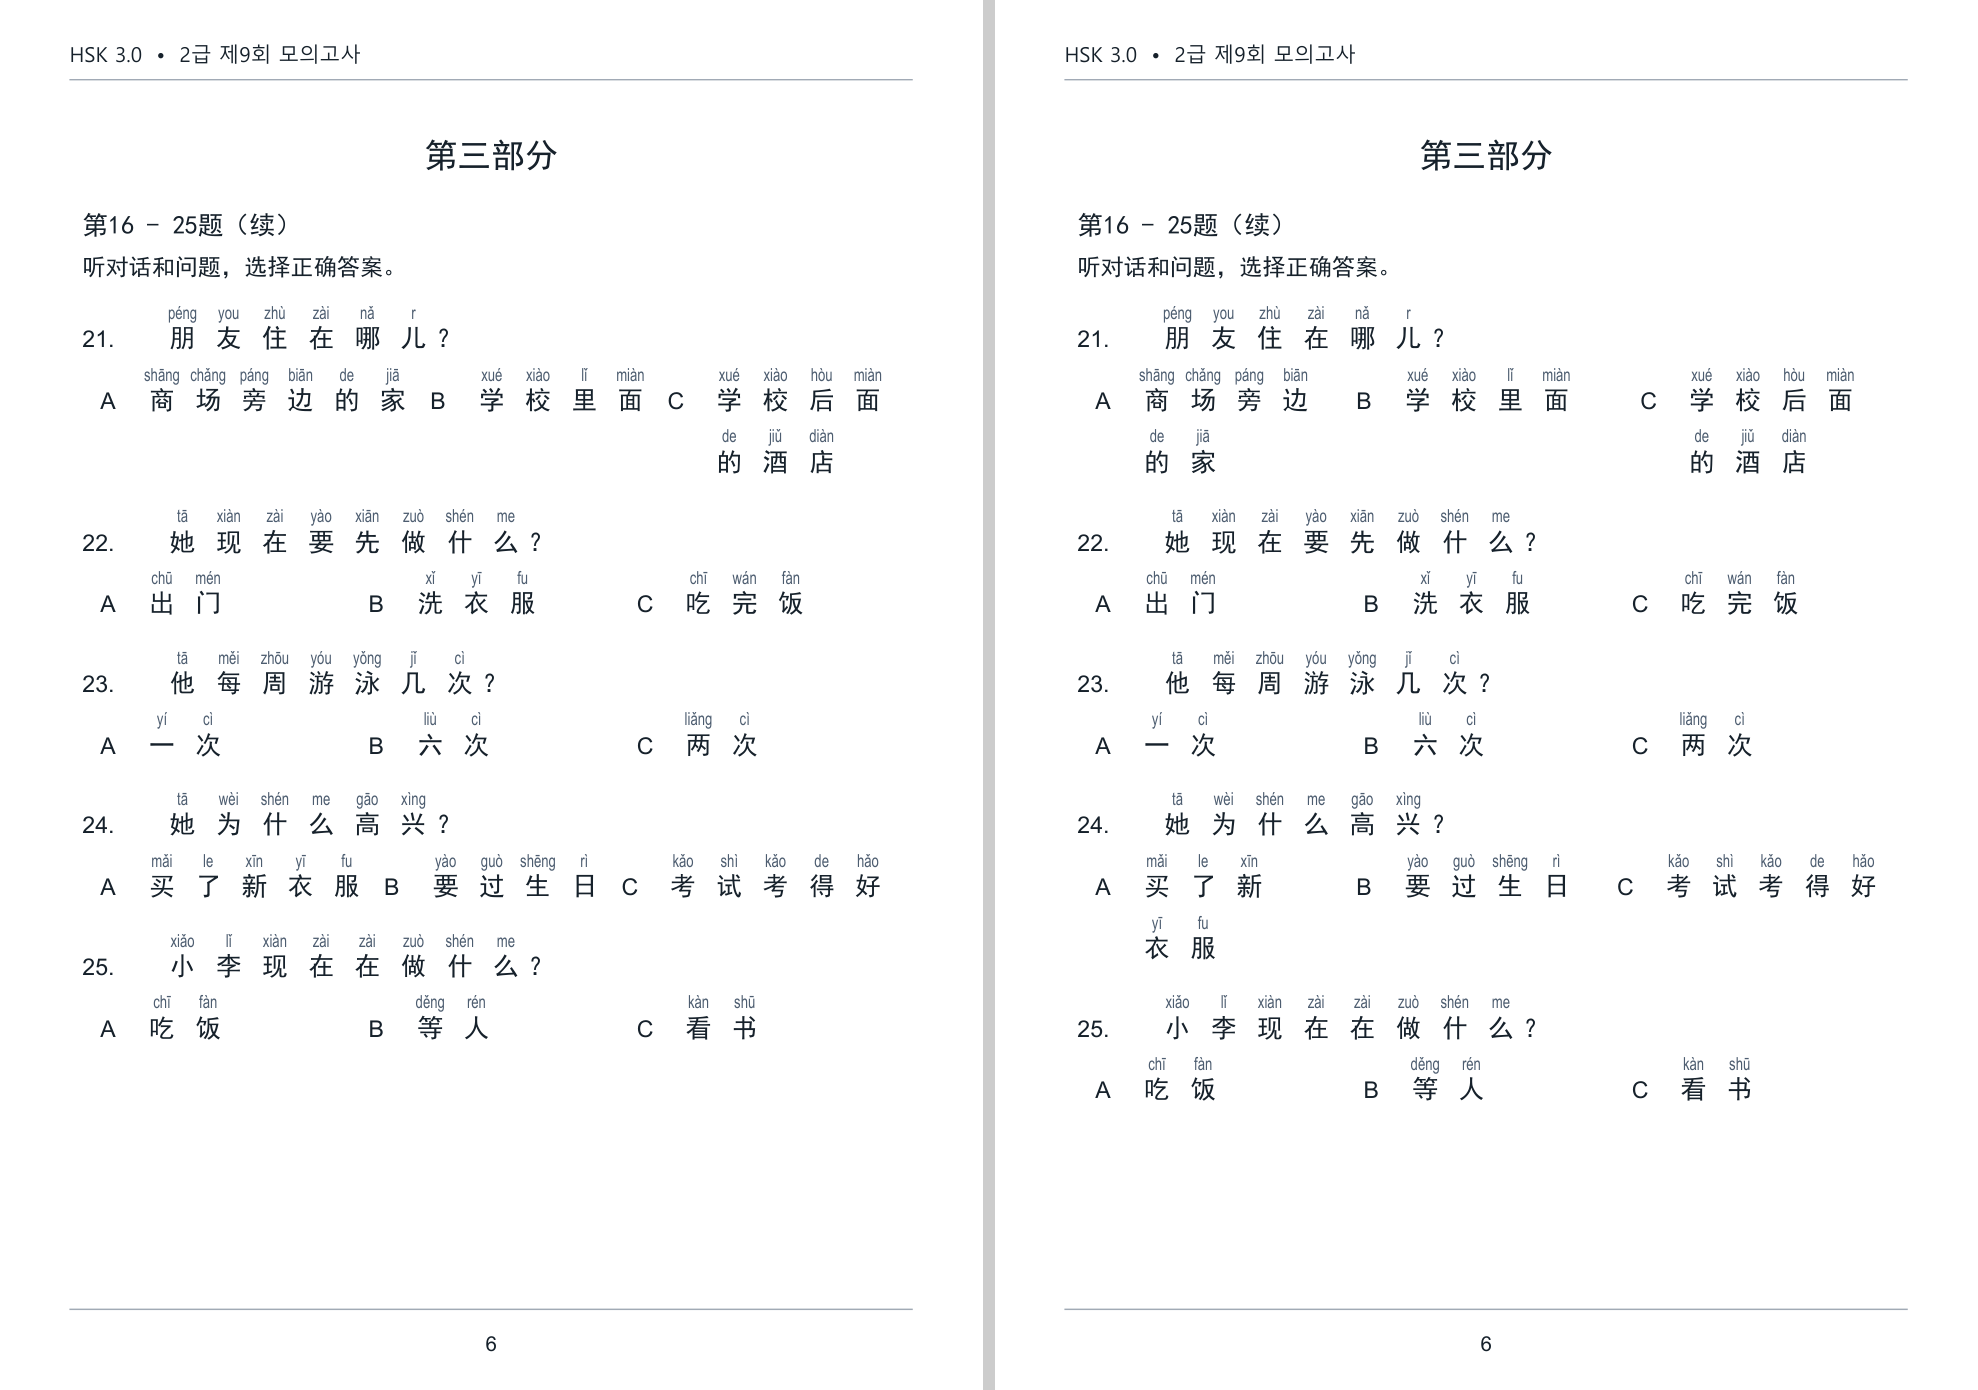 HSK 3.0 • 2급 제9회 모의고사
第三部分
第16 - 25题（续）
听对话和问题，选择正确答案。
péng you zhù zài nǎ r
21. 朋友住在哪儿？
shāng chǎng páng biān de jiā xué xiào lǐ miàn xué xiào hòu miàn
A 商场旁边的家 B 学校里面 C 学校后面
de jiǔ diàn
的酒店
tā xiàn zài yào xiān zuò shén me
22. 她现在要先做什么？
chū mén xǐ yī fu chī wán fàn
A 出门 B 洗衣服 C 吃完饭
tā měi zhōu yóu yǒng jǐ cì
23. 他每周游泳几次？
yí cì liù cì liǎng cì
A 一次 B 六次 C 两次
tā wèi shén me gāo xìng
24. 她为什么高兴？
mǎi le xīn yī fu yào guò shēng rì kǎo shì kǎo de hǎo
A 买了新衣服 B 要过生日 C 考试考得好
xiǎo lǐ xiàn zài zài zuò shén me
25. 小李现在在做什么？
chī fàn děng rén kàn shū
A 吃饭 B 等人 C 看书
6
HSK 3.0 • 2급 제9회 모의고사
第三部分
第16 - 25题（续）
听对话和问题，选择正确答案。
péng you zhù zài nǎ r
21. 朋友住在哪儿？
shāng chǎng páng biān xué xiào lǐ miàn xué xiào hòu miàn
A 商场旁边 B 学校里面 C 学校后面
de jiā de jiǔ diàn
的家 的酒店
tā xiàn zài yào xiān zuò shén me
22. 她现在要先做什么？
chū mén xǐ yī fu chī wán fàn
A 出门 B 洗衣服 C 吃完饭
tā měi zhōu yóu yǒng jǐ cì
23. 他每周游泳几次？
yí cì liù cì liǎng cì
A 一次 B 六次 C 两次
tā wèi shén me gāo xìng
24. 她为什么高兴？
mǎi le xīn yào guò shēng rì kǎo shì kǎo de hǎo
A 买了新 B 要过生日 C 考试考得好
yī fu
衣服
xiǎo lǐ xiàn zài zài zuò shén me
25. 小李现在在做什么？
chī fàn děng rén kàn shū
A 吃饭 B 等人 C 看书
6